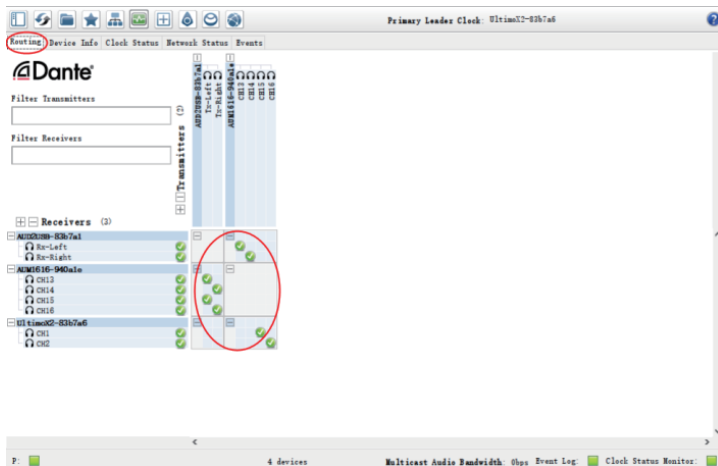 Primary Leader Clock: UltimoX2-83b7a6
Routing Device Info Clock Status Network Status Events
Dante
Filter Transmitters
Filter Receivers
Transmitters (2)
AUD2USB-83b7a1
Tx-Left
Tx-Right
AUM1616-940a1e
CH13
CH14
CH15
CH16
Receivers (3)
AUD2USB-83b7a1
Rx-Left
Rx-Right
AUM1616-940a1e
CH13
CH14
CH15
CH16
UltimoX2-83b7a6
CH1
CH2
P: 4 devices Multicast Audio Bandwidth: 0bps Event Log: Clock Status Monitor: